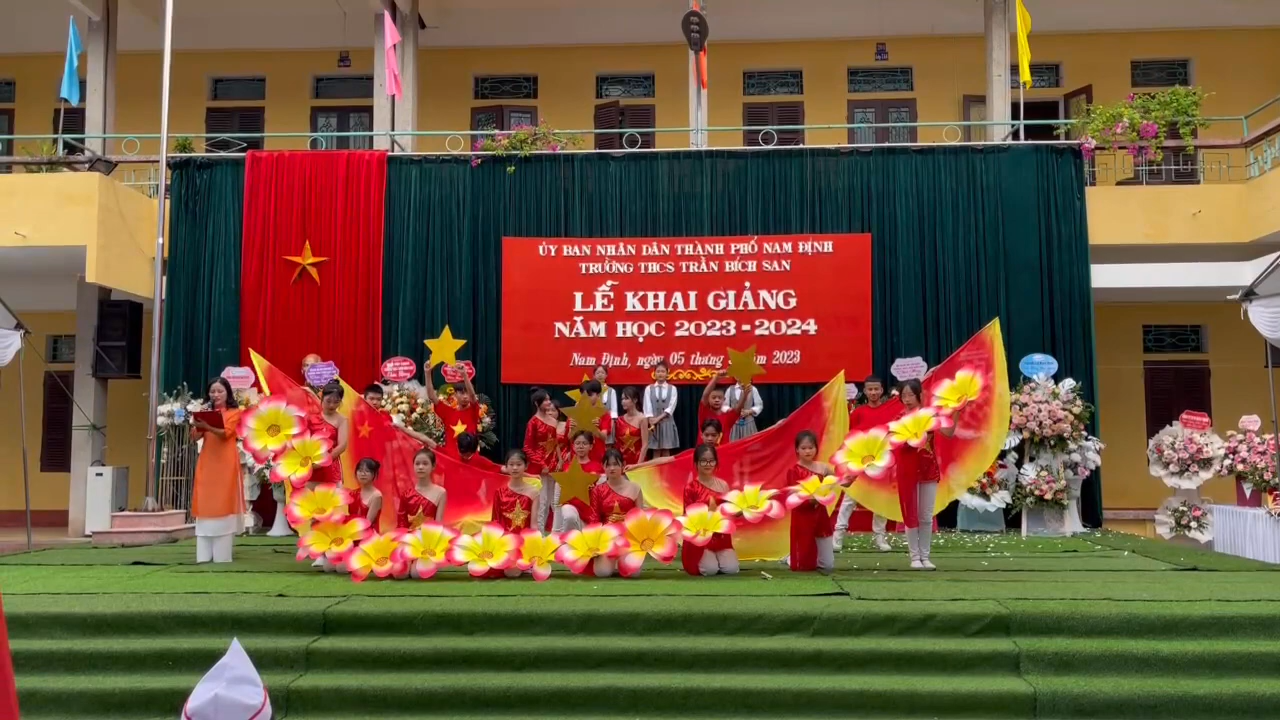 ỦY BAN NHÂN DÂN THÀNH PHỐ NAM ĐỊNH
TRƯỜNG THCS TRẦN BÍCH SAN
LỄ KHAI GIẢNG
NĂM HỌC 2023 - 2024
Nam Định, ngày 05 tháng 2023